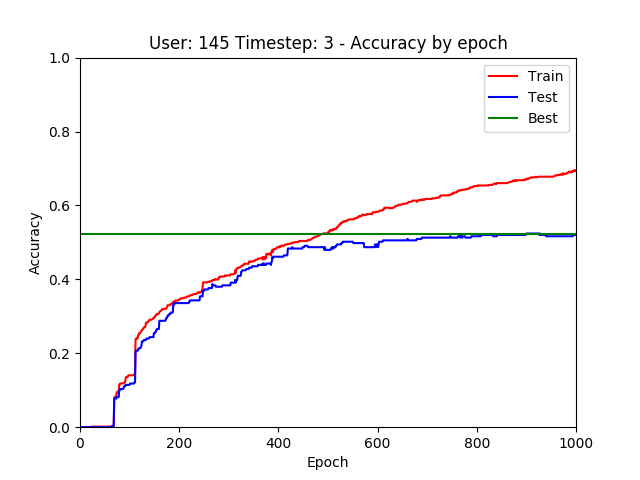 User: 145 Timestep: 3 - Accuracy by epoch
1.0
0.8
0.6
0.4
0.2
0.0
Accuracy
Train
Test
Best
0 200 400 600 800 1000
Epoch